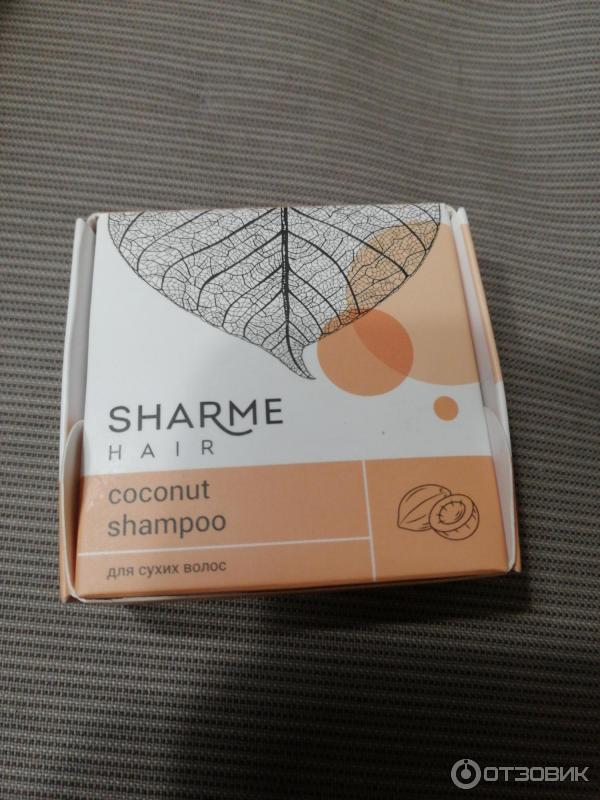 SHARME
HAIR
coconut
shampoo
для сухих волос
ОТЗОВИК